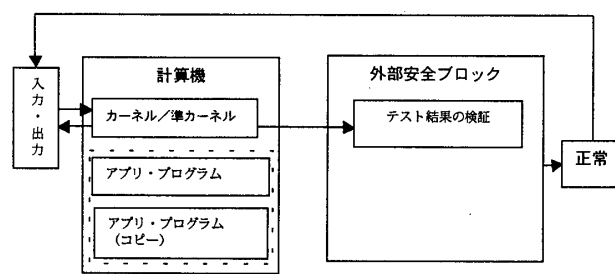 入力・出力
計算機
カーネル／準カーネル
アプリ・プログラム
アプリ・プログラム
（コピー）
外部安全ブロック
テスト結果の検証
正常